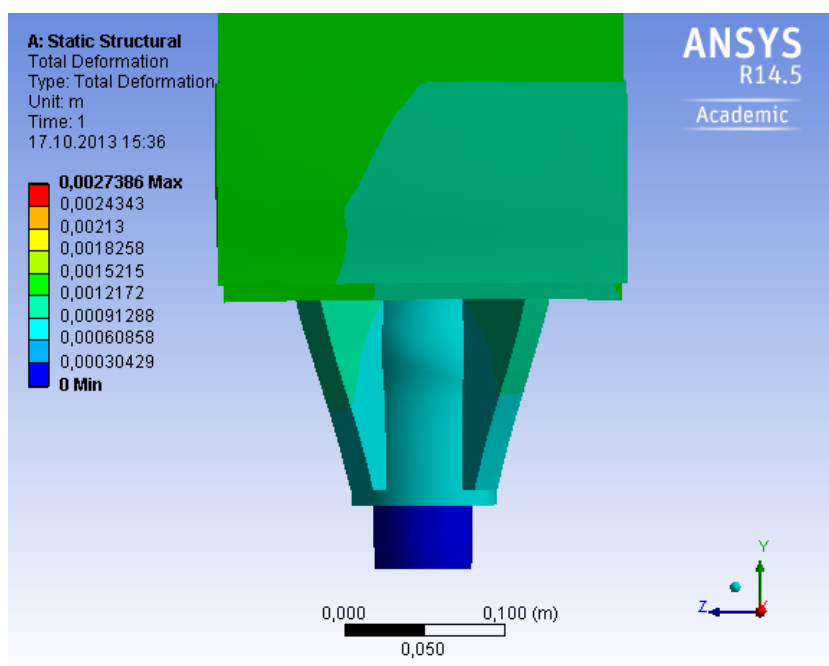 A: Static Structural
Total Deformation
Type: Total Deformation
Unit: m
Time: 1
17.10.2013 15:36
0,0027386 Max
0,0024343
0,00213
0,0018258
0,0015215
0,0012172
0,00091288
0,00060858
0,00030429
0 Min
ANSYS
R14.5
Academic
0,000
0,100 (m)
0,050
Y
Z
X